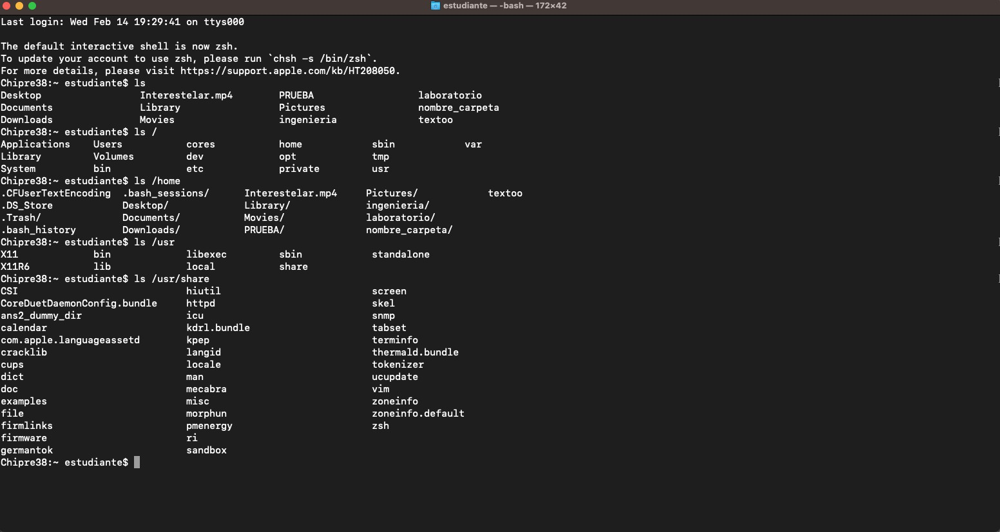 estudiante — -bash — 172×42
Last login: Wed Feb 14 19:29:41 on ttys000
The default interactive shell is now zsh.
To update your account to use zsh, please run `chsh -s /bin/zsh`.
For more details, please visit https://support.apple.com/kb/HT208050.
Chipre38:~ estudiante$ ls
Desktop Interestelar.mp4 PRUEBA laboratorio
Documents Library Pictures nombre_carpeta
Downloads Movies ingenieria textoo
Chipre38:~ estudiante$ ls /
Applications Users cores home sbin var
Library Volumes dev opt tmp
System bin etc private usr
Chipre38:~ estudiante$ ls /home
.CFUserTextEncoding .bash_sessions/ Interestelar.mp4 Pictures/ textoo
.DS_Store Desktop/ Library/ ingenieria/
.Trash/ Documents/ Movies/ laboratorio/
.bash_history Downloads/ PRUEBA/ nombre_carpeta/
Chipre38:~ estudiante$ ls /usr
X11 bin libexec sbin standalone
X11R6 lib local share
Chipre38:~ estudiante$ ls /usr/share
CSI hiutil screen
CoreDuetDaemonConfig.bundle httpd skel
ans2_dummy_dir icu snmp
calendar kdrl.bundle tabset
com.apple.languageassetd kpep terminfo
cracklib langid thermald.bundle
cups locale tokenizer
dict man ucupdate
doc mecabra vim
examples misc zoneinfo
file morphun zoneinfo.default
firmlinks pmenergy zsh
firmware ri
germantok sandbox
Chipre38:~ estudiante$